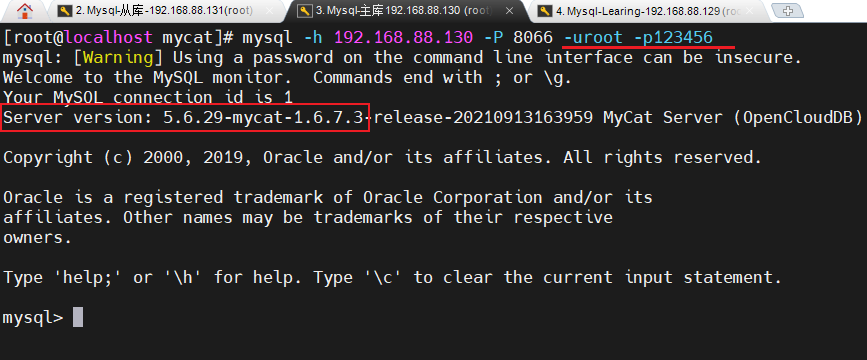 2. Mysql-从库-192.168.88.131(root)
3. Mysql-主库192.168.88.130 (root)
4. Mysql-Learing-192.168.88.129 (roo
[root@localhost mycat]# mysql -h 192.168.88.130 -P 8066 -uroot -p123456
mysql: [Warning] Using a password on the command line interface can be insecure.
Welcome to the MySQL monitor.  Commands end with ; or \g.
Your MySQL connection id is 1
Server version: 5.6.29-mycat-1.6.7.3-release-20210913163959 MyCat Server (OpenCloudDB)
Copyright (c) 2000, 2019, Oracle and/or its affiliates. All rights reserved.
Oracle is a registered trademark of Oracle Corporation and/or its
affiliates. Other names may be trademarks of their respective
owners.
Type 'help;' or '\h' for help. Type '\c' to clear the current input statement.
mysql>